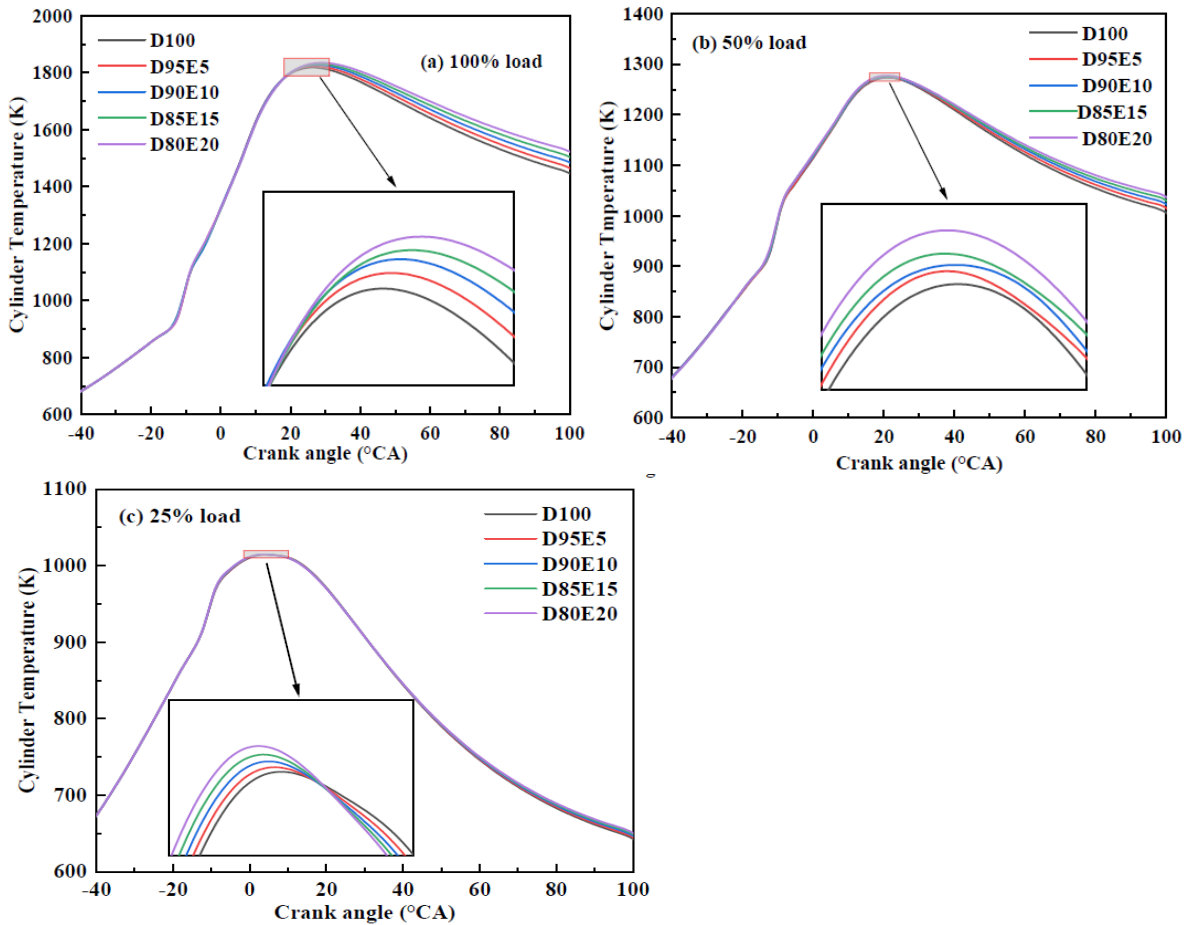 2000
1800
1600
1400
1200
1000
800
600
-40
-20
0
20
40
60
80
100
Cylinder Temperature (K)
Crank angle (°CA)
D100
D95E5
D90E10
D85E15
D80E20
(a) 100% load
1400
1300
1200
1100
1000
900
800
700
600
-40
-20
0
20
40
60
80
100
Cylinder Tmperature (K)
Crank angle (°CA)
(b) 50% load
D100
D95E5
D90E10
D85E15
D80E20
1100
1000
900
800
700
600
-40
-20
0
20
40
60
80
100
Cylinder Temperature (K)
Crank angle (°CA)
(c) 25% load
D100
D95E5
D90E10
D85E15
D80E20